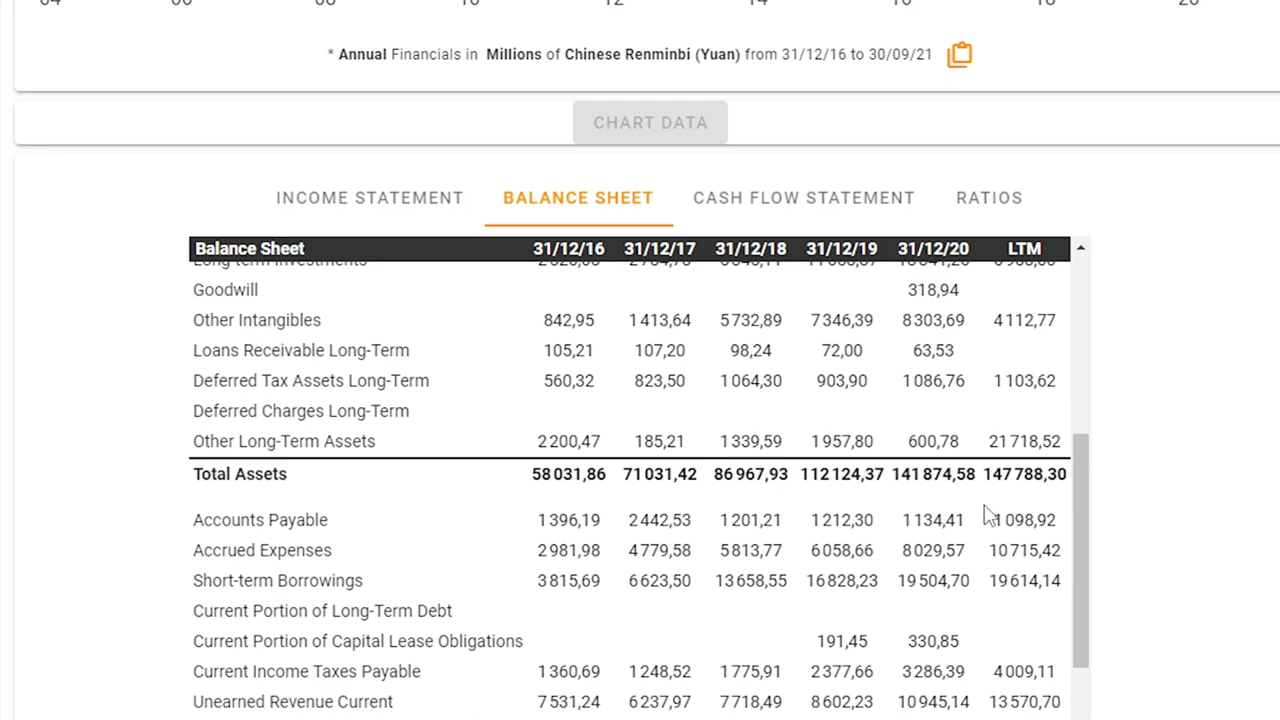 * Annual Financials in Millions of Chinese Renminbi (Yuan) from 31/12/16 to 30/09/21
CHART DATA
INCOME STATEMENT BALANCE SHEET CASH FLOW STATEMENT RATIOS
Balance Sheet 31/12/16 31/12/17 31/12/18 31/12/19 31/12/20 LTM
Goodwill 318,94
Other Intangibles 842,95 1 413,64 5 732,89 7 346,39 8 303,69 4 112,77
Loans Receivable Long-Term 105,21 107,20 98,24 72,00 63,53
Deferred Tax Assets Long-Term 560,32 823,50 1 064,30 903,90 1 086,76 1 103,62
Deferred Charges Long-Term
Other Long-Term Assets 2 200,47 185,21 1 339,59 1 957,80 600,78 21 718,52
Total Assets 58 031,86 71 031,42 86 967,93 112 124,37 141 874,58 147 788,30
Accounts Payable 1 396,19 2 442,53 1 201,21 1 212,30 1 134,41 1 098,92
Accrued Expenses 2 981,98 4 779,58 5 813,77 6 058,66 8 029,57 10 715,42
Short-term Borrowings 3 815,69 6 623,50 13 658,55 16 828,23 19 504,70 19 614,14
Current Portion of Long-Term Debt
Current Portion of Capital Lease Obligations 191,45 330,85
Current Income Taxes Payable 1 360,69 1 248,52 1 775,91 2 377,66 3 286,39 4 009,11
Unearned Revenue Current 7 531,24 6 237,97 7 718,49 8 602,23 10 945,14 13 570,70